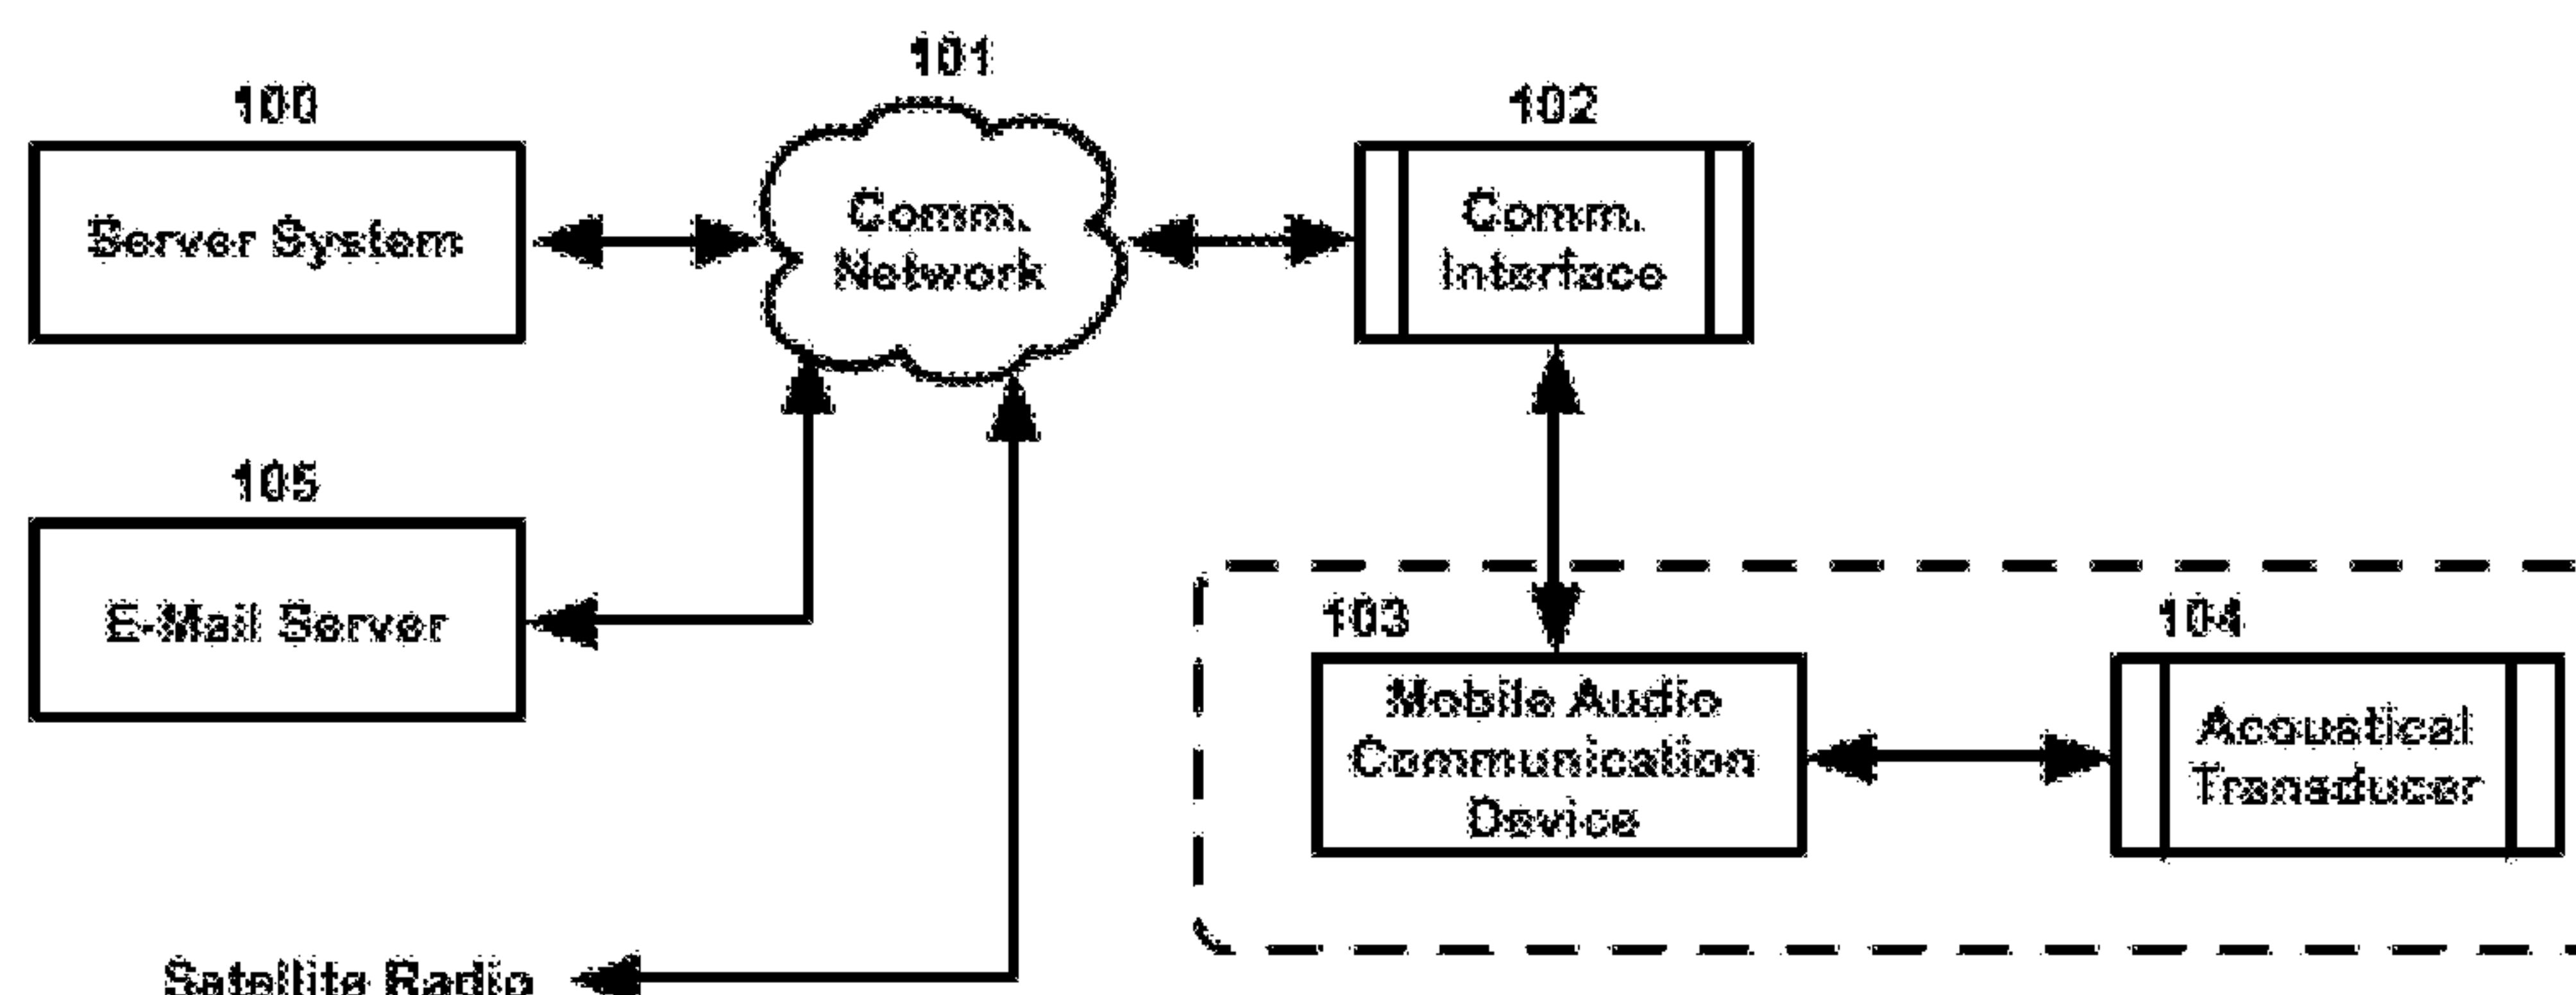 101
100
102
Server System
Comm.
Network
Comm.
Interface
105
E-Mail Server
103
104
Mobile Audio
Communication
Device
Acoustical
Transducer
Satellite Radio